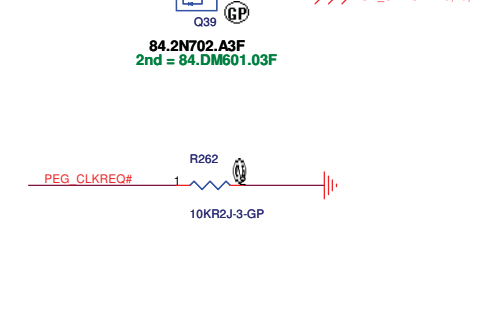 Q39
GP
84.2N702.A3F
2nd = 84.DM601.03F
R262
PEG_CLKREQ#
1
10KR2J-3-GP